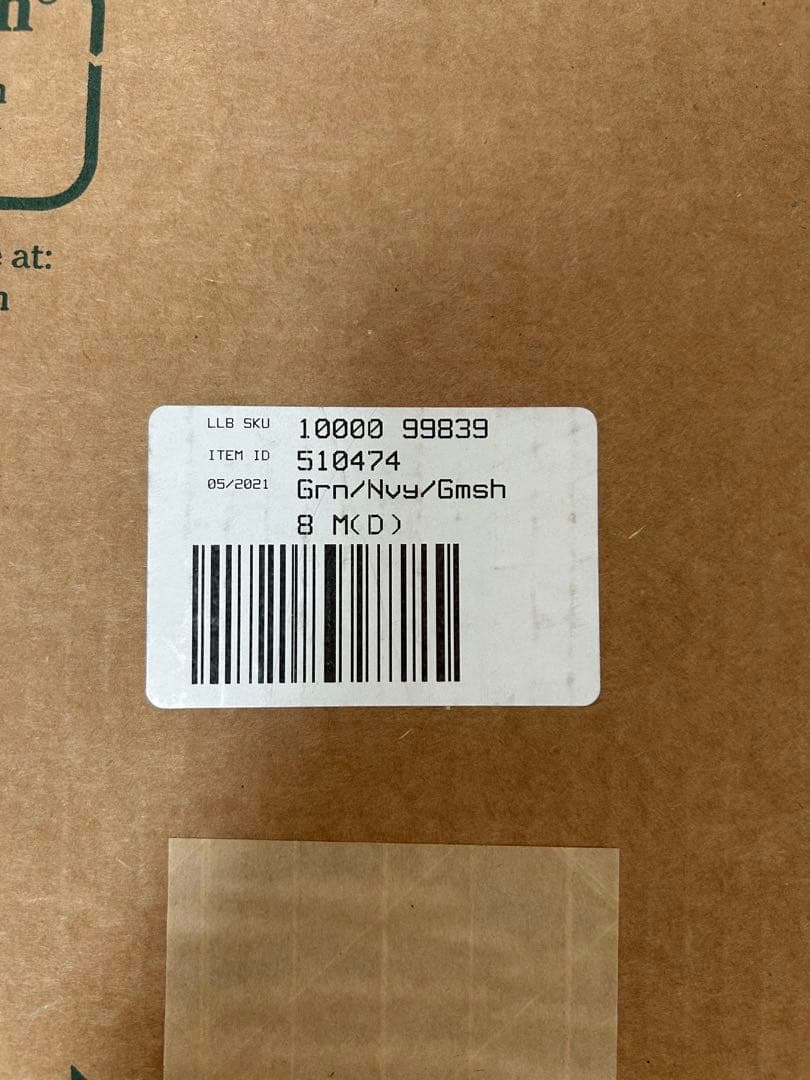 at:
LLB SKU 10000 99839
ITEM ID 510474
05/2021 Grn/Nvy/Gmsh
8 M(D)